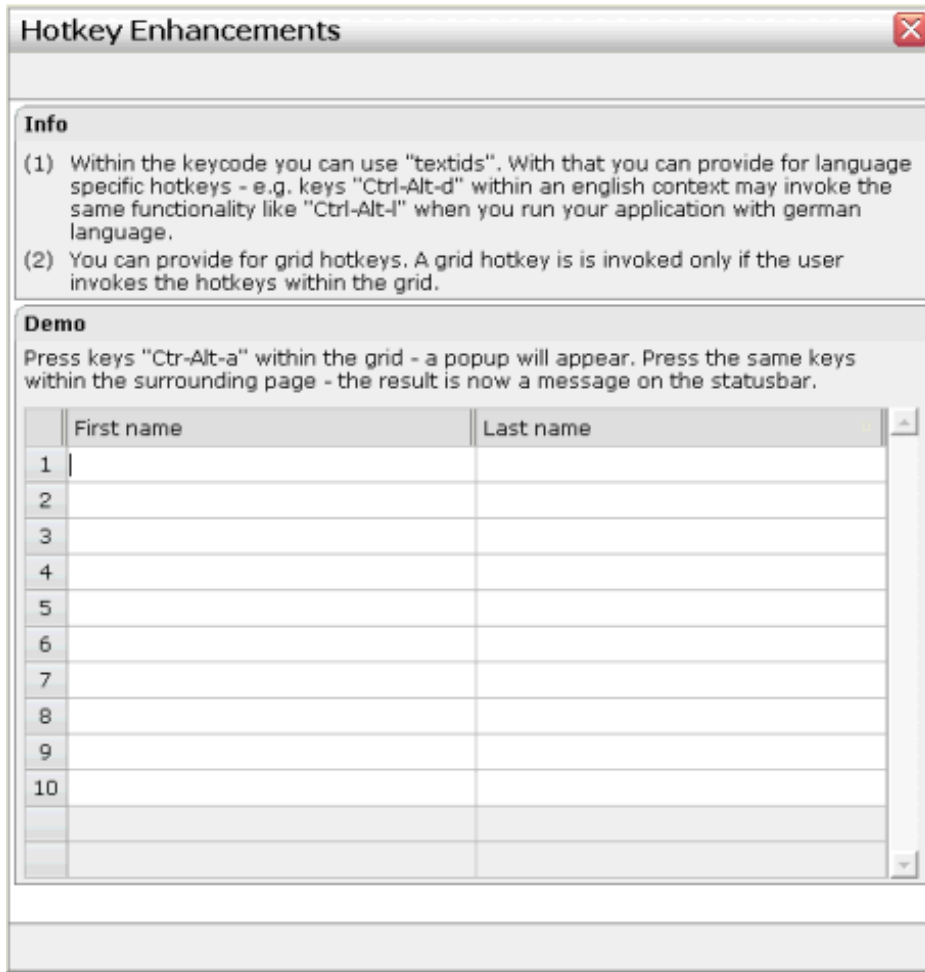 Hotkey Enhancements
Info
(1) Within the keycode you can use "textids". With that you can provide for language
specific hotkeys - e.g. keys "Ctrl-Alt-d" within an english context may invoke the
same functionality like "Ctrl-Alt-l" when you run your application with german
language.
(2) You can provide for grid hotkeys. A grid hotkey is is invoked only if the user
invokes the hotkeys within the grid.
Demo
Press keys "Ctr-Alt-a" within the grid - a popup will appear. Press the same keys
within the surrounding page - the result is now a message on the statusbar.
First name Last name
1
2
3
4
5
6
7
8
9
10